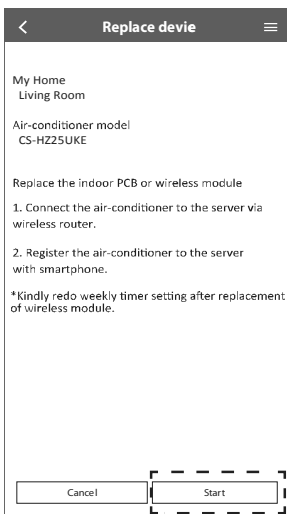 Replace devie
My Home
Living Room
Air-conditioner model
CS-HZ25UKE
Replace the indoor PCB or wireless module
1. Connect the air-conditioner to the server via
wireless router.
2. Register the air-conditioner to the server
with smartphone.
*Kindly redo weekly timer setting after replacement
of wireless module.
Cancel
Start